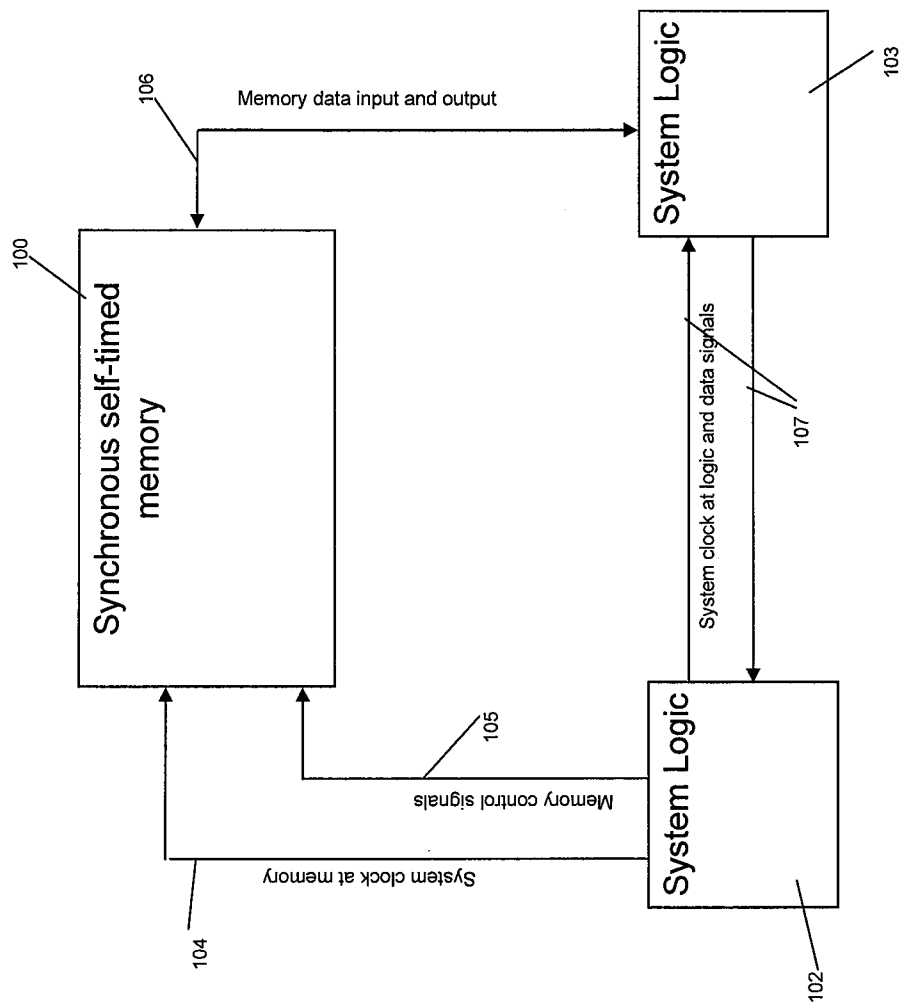 100
Synchronous self-timed
memory
106
Memory data input and output
System Logic
103
System clock at logic and data signals
107
104
System clock at memory
105
Memory control signals
System Logic
102